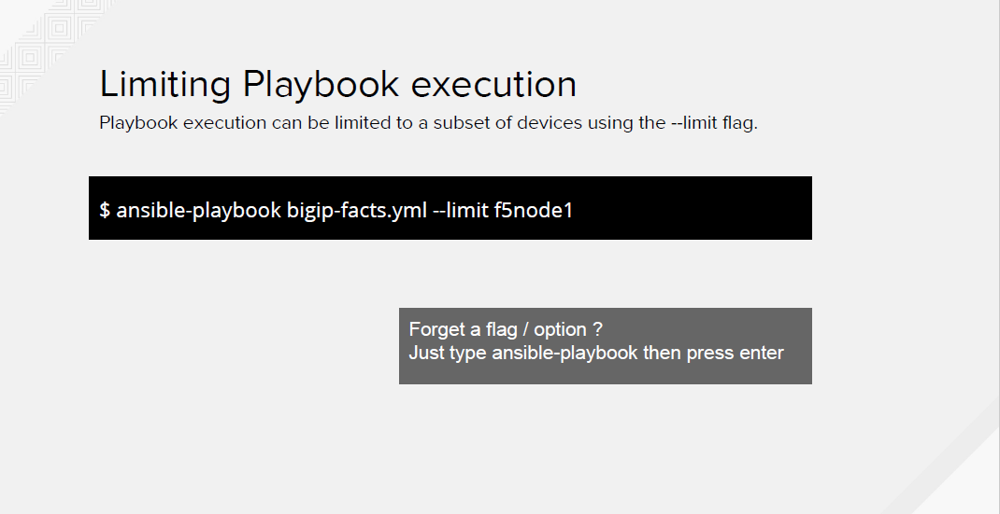 Limiting Playbook execution
Playbook execution can be limited to a subset of devices using the --limit flag.
$ ansible-playbook bigip-facts.yml --limit f5node1
Forget a flag / option ?
Just type ansible-playbook then press enter